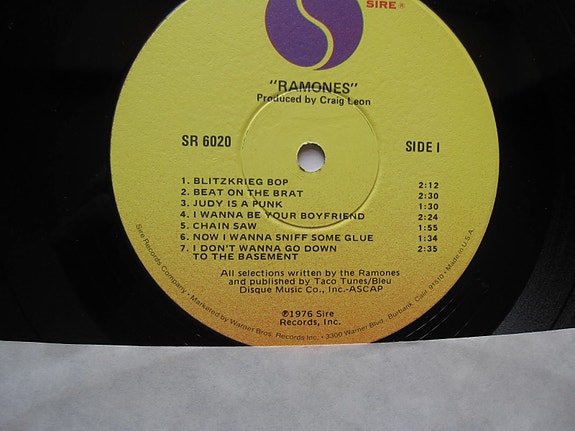 SIRE ®
"RAMONES"
Produced by Craig Leon
SR 6020
SIDE I
1. BLITZKRIEG BOP 2:12
2. BEAT ON THE BRAT 2:30
3. JUDY IS A PUNK 1:30
4. I WANNA BE YOUR BOYFRIEND 2:24
5. CHAIN SAW 1:55
6. NOW I WANNA SNIFF SOME GLUE 1:34
7. I DON'T WANNA GO DOWN 2:35
TO THE BASEMENT
All selections written by the Ramones
and published by Taco Tunes/Bleu
Disque Music Co., Inc.-ASCAP
℗1976 Sire
Records, Inc.
Sire Records Company • Marketed by Warner Bros. Records Inc. • 3300 Warner Blvd., Burbank, Calif. 91510 • Made in U.S.A.